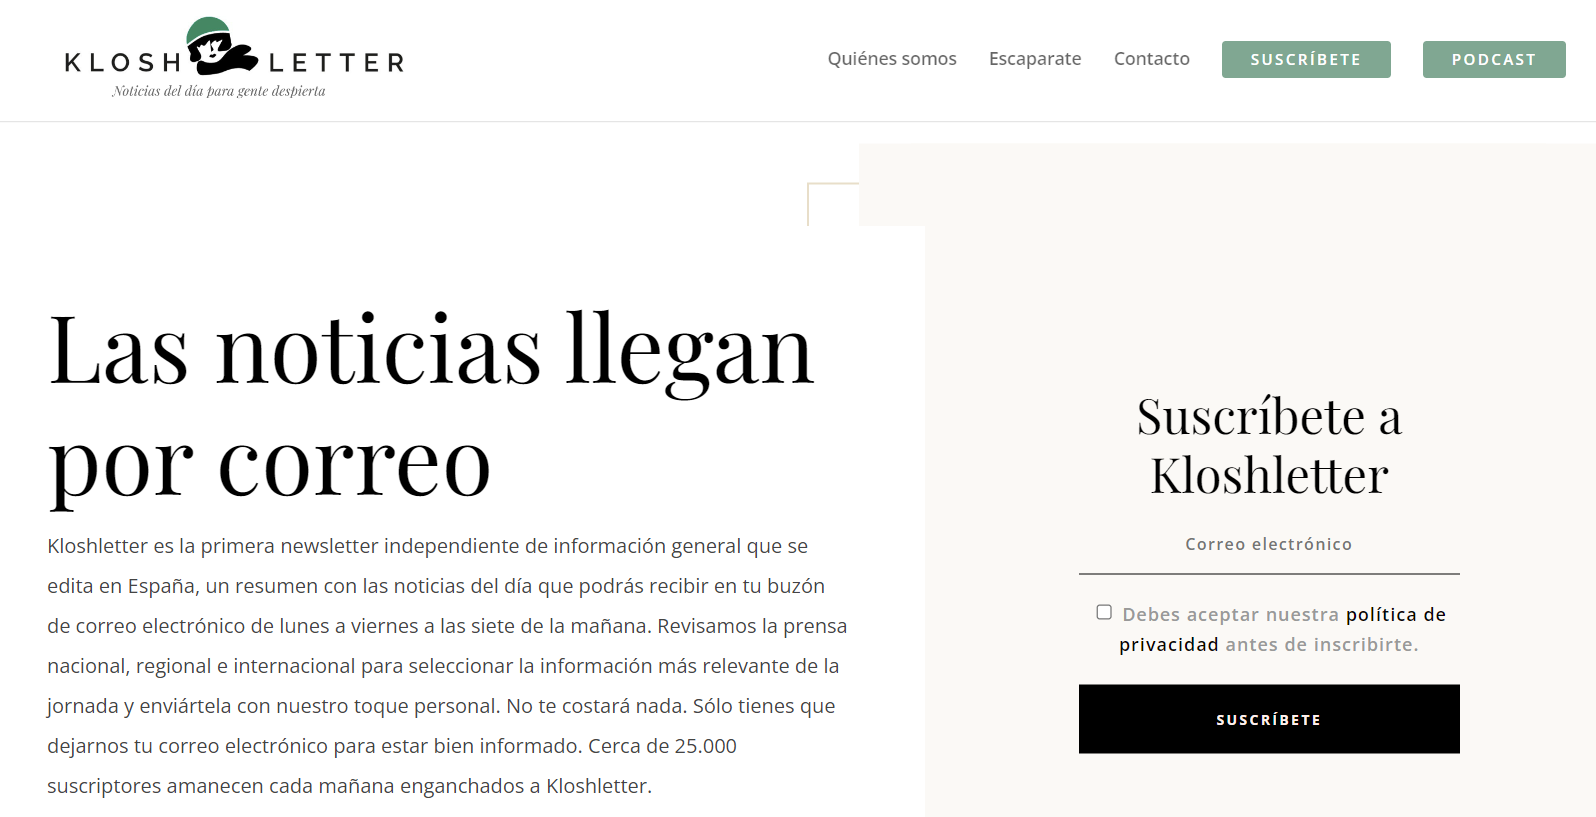 KLOSH LETTER
Noticias del día para gente despierta
Quiénes somos
Escaparate
Contacto
SUSCRÍBETE
PODCAST
Las noticias llegan
por correo
Kloshletter es la primera newsletter independiente de información general que se
edita en España, un resumen con las noticias del día que podrás recibir en tu buzón
de correo electrónico de lunes a viernes a las siete de la mañana. Revisamos la prensa
nacional, regional e internacional para seleccionar la información más relevante de la
jornada y enviártela con nuestro toque personal. No te costará nada. Sólo tienes que
dejarnos tu correo electrónico para estar bien informado. Cerca de 25.000
suscriptores amanecen cada mañana enganchados a Kloshletter.
Suscríbete a
Kloshletter
Correo electrónico
Debes aceptar nuestra política de
privacidad antes de inscribirte.
SUSCRÍBETE